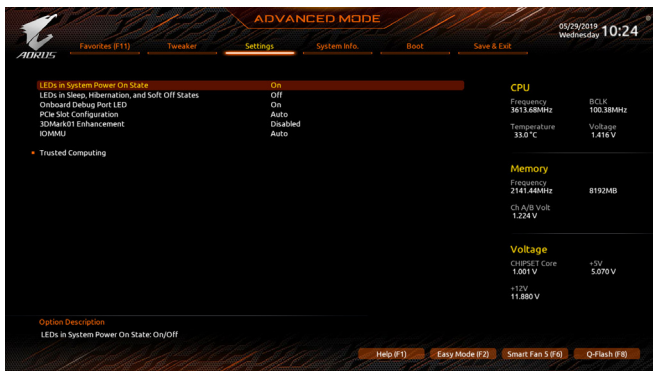 ADVANCED MODE
05/29/2019
Wednesday 10:24
AORUS
Favorites (F11) Tweaker Settings System Info. Boot Save & Exit
LEDs in System Power On State On
LEDs in Sleep, Hibernation, and Soft Off States Off
Onboard Debug Port LED On
PCIe Slot Configuration Auto
3DMark01 Enhancement Disabled
IOMMU Auto
Trusted Computing
CPU
Frequency BCLK
3613.68MHz 100.38MHz
Temperature Voltage
33.0 °C 1.416 V
Memory
Frequency
2141.44MHz 8192MB
Ch A/B Volt
1.224 V
Voltage
CHIPSET Core +5V
1.001 V 5.070 V
+12V
11.880 V
Option Description
LEDs in System Power On State: On/Off
Help (F1) Easy Mode (F2) Smart Fan 5 (F6) Q-Flash (F8)